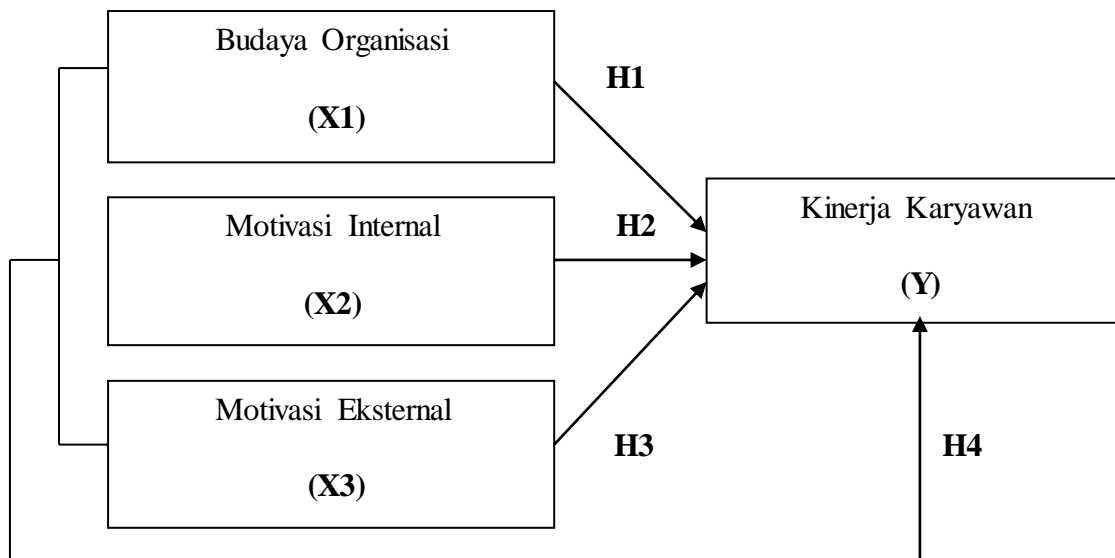 Budaya Organisasi
(X1)
H1
Motivasi Internal
(X2)
H2
Kinerja Karyawan
(Y)
Motivasi Eksternal
(X3)
H3
H4